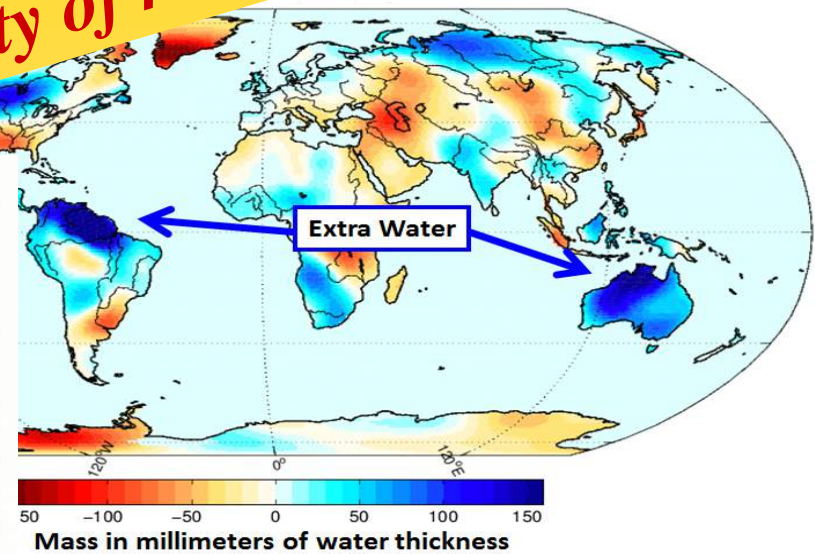 ty of
Extra Water
120°W 0° 120°E
50 −100 −50 0 50 100 150
Mass in millimeters of water thickness